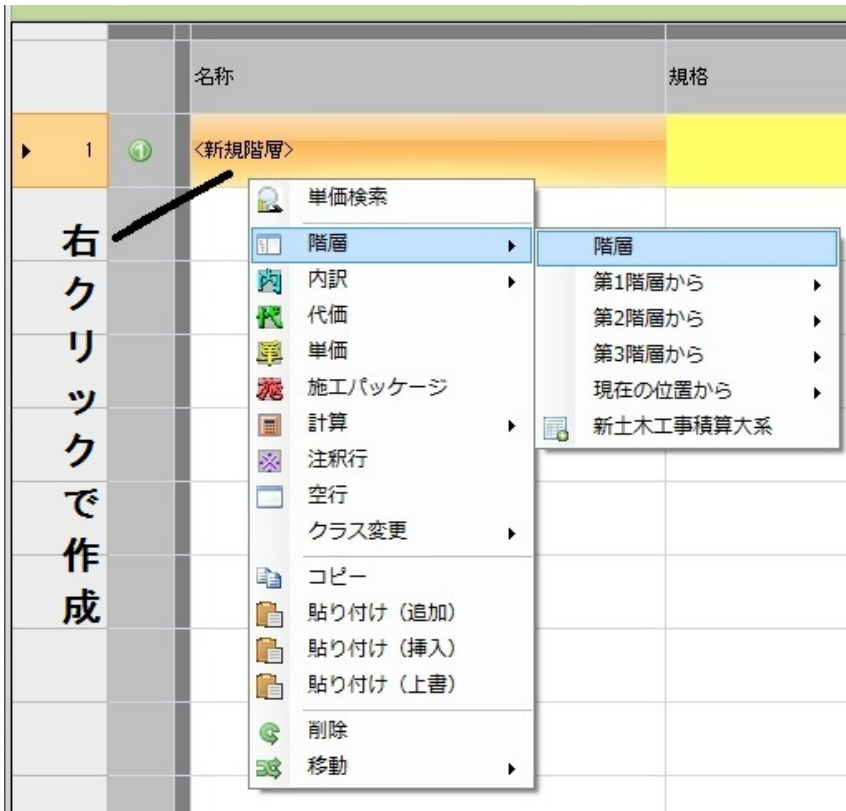 名称
規格
1
1
<新規階層>
右クリックで作成
単価検索
階層
内訳
代価
単価
施工パッケージ
計算
注釈行
空行
クラス変更
コピー
貼り付け（追加）
貼り付け（挿入）
貼り付け（上書）
削除
移動
階層
第1階層から
第2階層から
第3階層から
現在の位置から
新土木工事積算大系
内
代
単
施